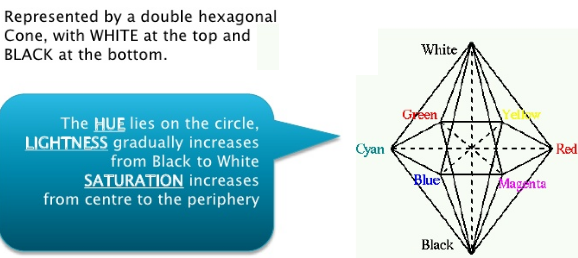 Represented by a double hexagonal
Cone, with WHITE at the top and
BLACK at the bottom.
The HUE lies on the circle,
LIGHTNESS gradually increases
from Black to White
SATURATION increases
from centre to the periphery
White
Green
Yellow
Cyan
Red
Blue
Magenta
Black